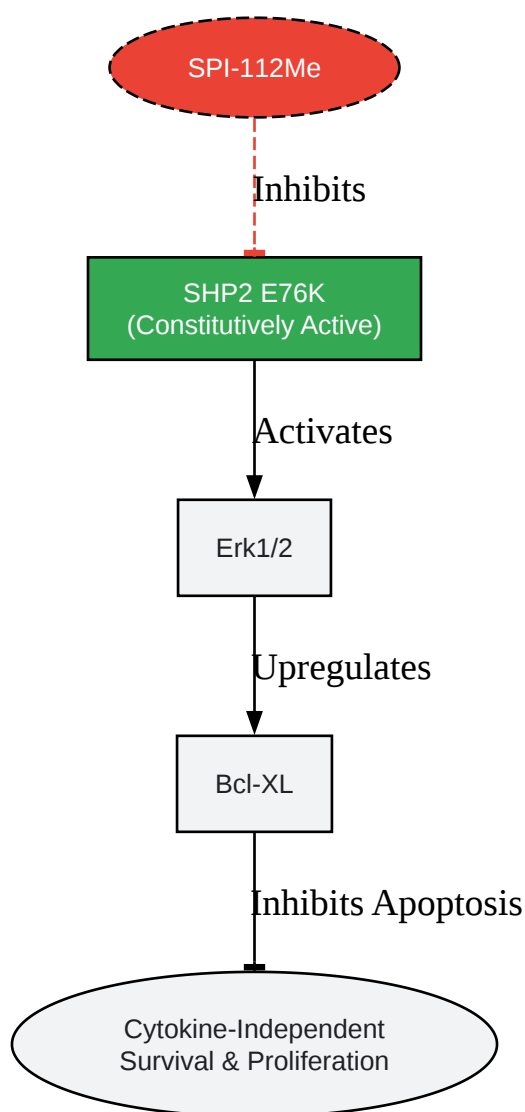 SPI-112Me
Inhibits
SHP2 E76K
(Constitutively Active)
Activates
Erk1/2
Upregulates
Bcl-XL
Inhibits Apoptosis
Cytokine-Independent
Survival & Proliferation